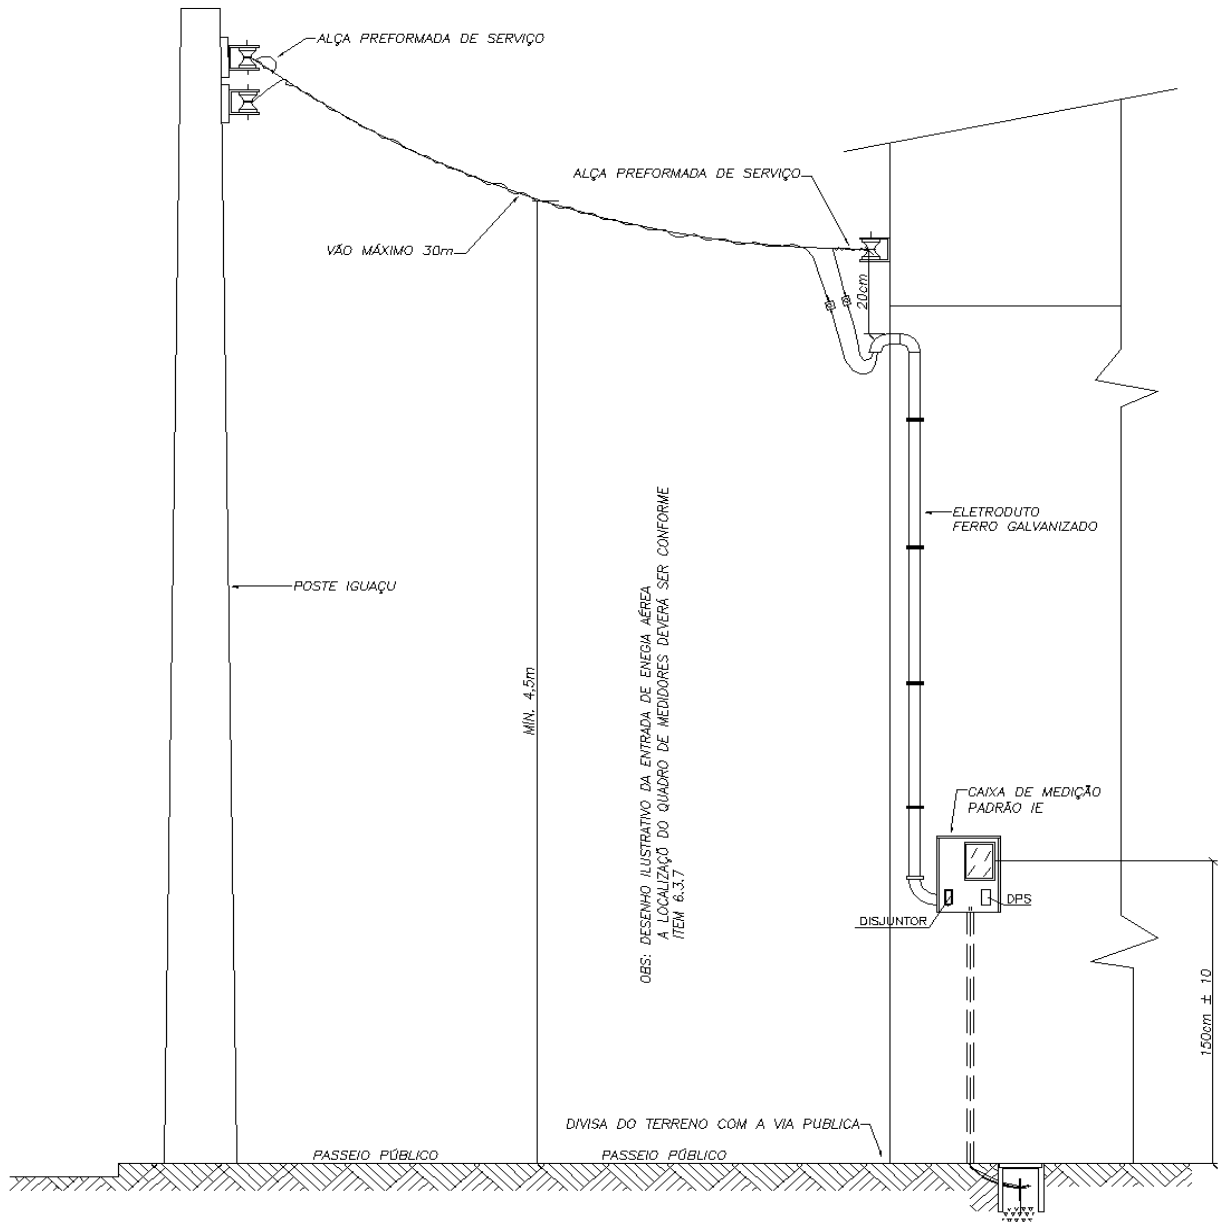 ALÇA PREFORMADA DE SERVIÇO
ALÇA PREFORMADA DE SERVIÇO
VÃO MÁXIMO 30m
20cm
ELETRODUTO
FERRO GALVANIZADO
POSTE IGUAÇU
MÍN. 4,5m
OBS: DESENHO ILUSTRATIVO DA ENTRADA DE ENEGIA AÉREA
A LOCALIZAÇÕ DO QUADRO DE MEDIDORES DEVERÁ SER CONFORME
ITEM 6.3.7
CAIXA DE MEDIÇÃO
PADRÃO IE
DPS
DISJUNTOR
150cm ± 10
DIVISA DO TERRENO COM A VIA PUBLICA
PASSEIO PÚBLICO
PASSEIO PÚBLICO